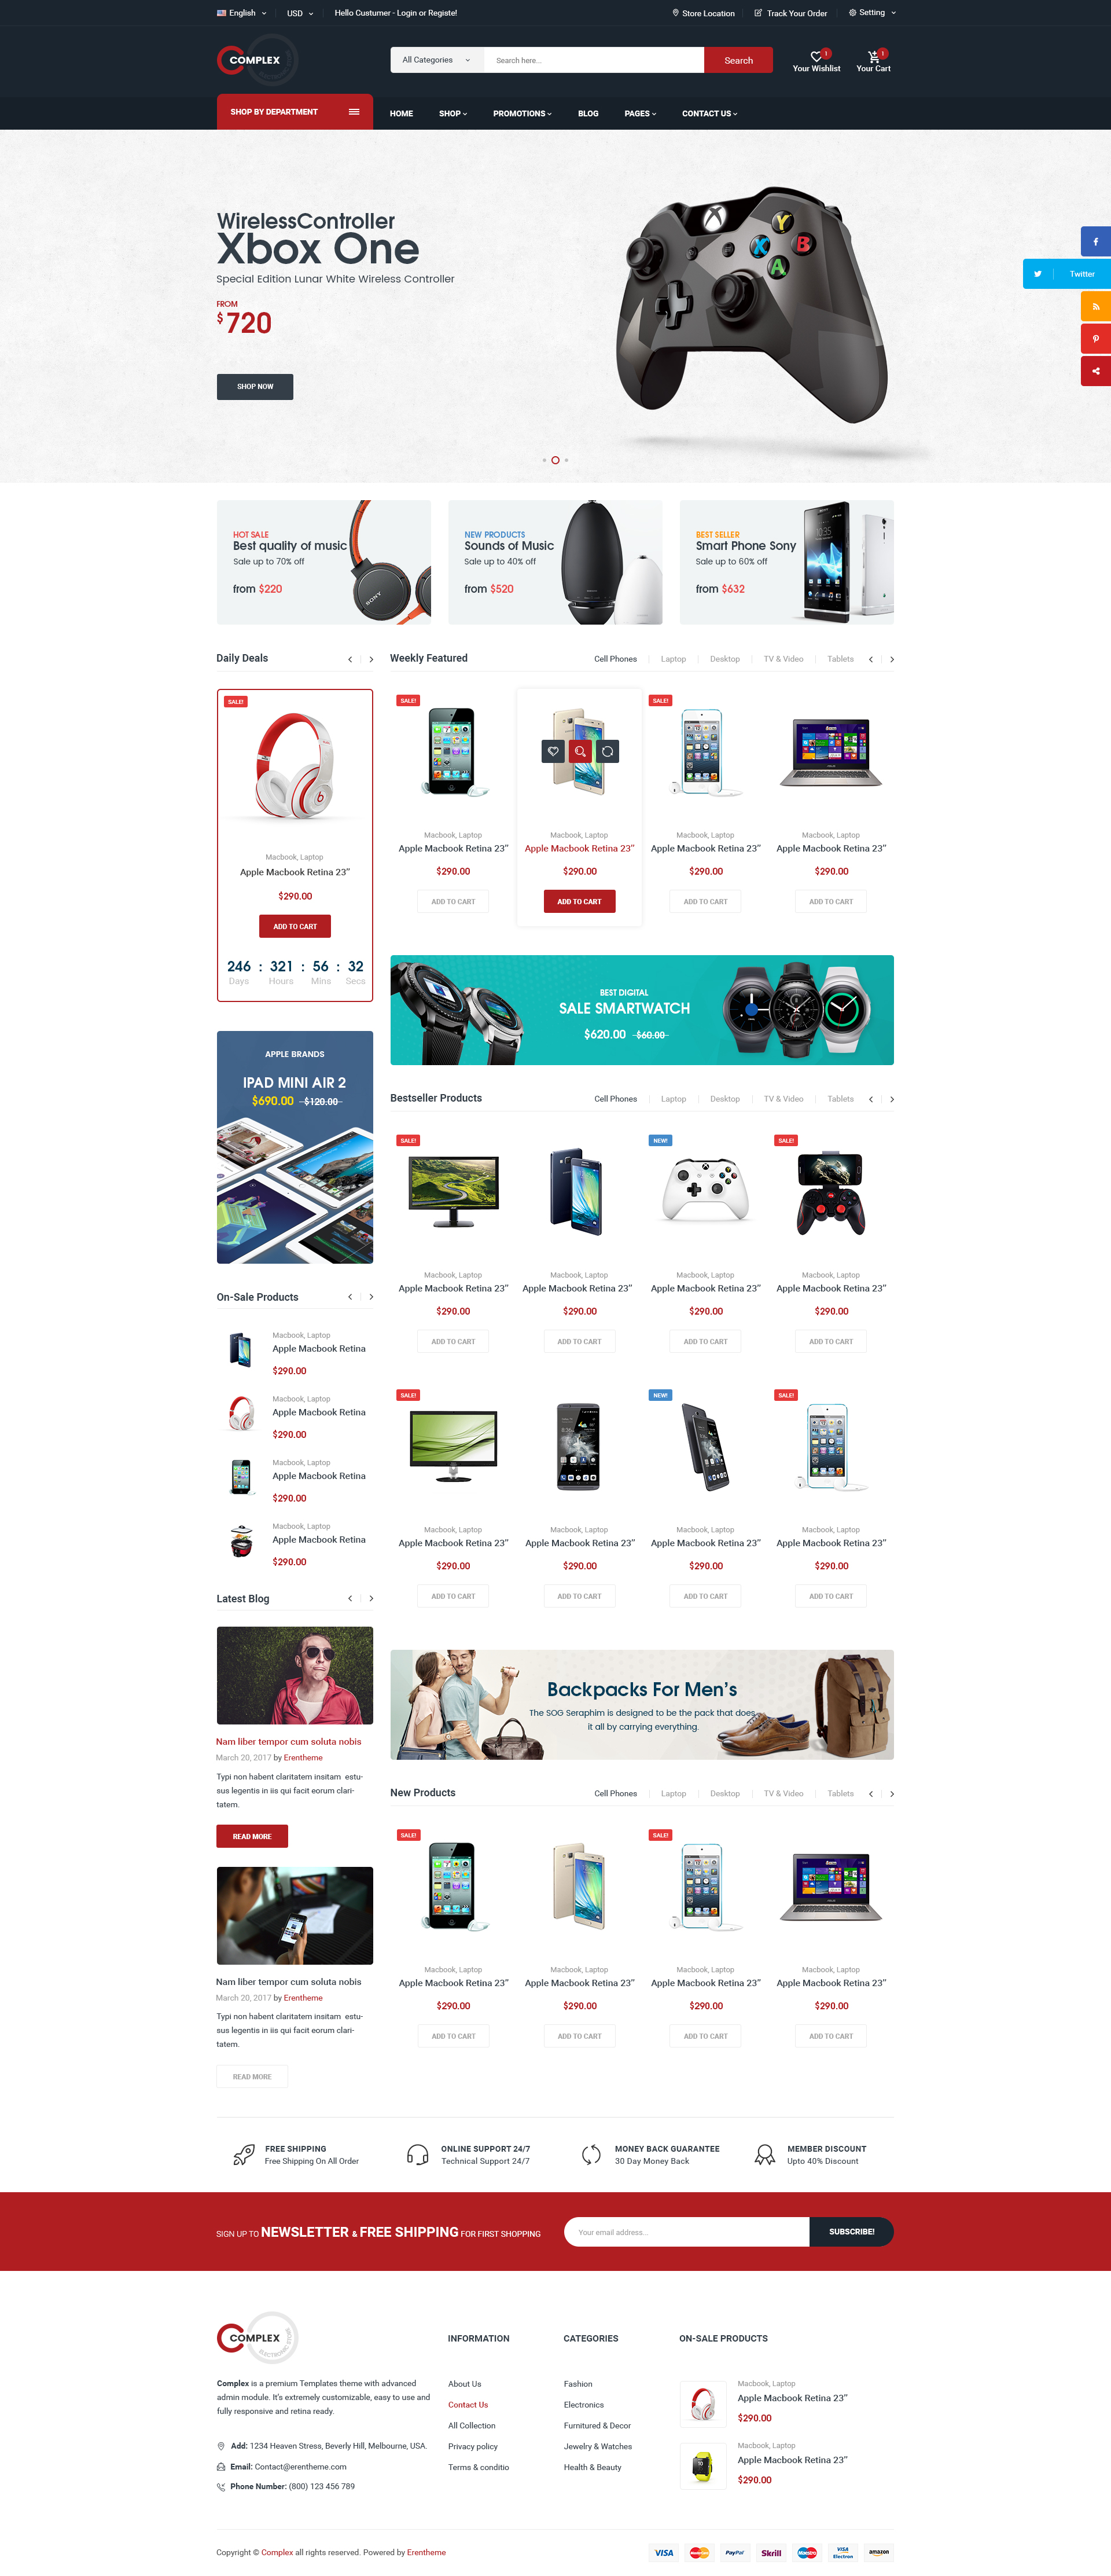 English
USD
Hello Custumer - Login or Registe!
Store Location
Track Your Order
Setting
COMPLEX
All Categories
Search here...
Search
1
Your Wishlist
1
Your Cart
SHOP BY DEPARTMENT
HOME
SHOP
PROMOTIONS
BLOG
PAGES
CONTACT US
WirelessController
Xbox One
Special Edition Lunar White Wireless Controller
FROM
$720
SHOP NOW
Y
X
B
A
Twitter
HOT SALE
Best quality of music
Sale up to 70% off
from $220
SONY
NEW PRODUCTS
Sounds of Music
Sale up to 40% off
from $520
BEST SELLER
Smart Phone Sony
Sale up to 60% off
from $632
Daily Deals
SALE!
Macbook, Laptop
Apple Macbook Retina 23”
$290.00
ADD TO CART
246 : 321 : 56 : 32
Days Hours Mins Secs
Weekly Featured
Cell Phones
Laptop
Desktop
TV & Video
Tablets
SALE!
Macbook, Laptop
Apple Macbook Retina 23”
$290.00
ADD TO CART
Macbook, Laptop
Apple Macbook Retina 23”
$290.00
ADD TO CART
SALE!
Macbook, Laptop
Apple Macbook Retina 23”
$290.00
ADD TO CART
Macbook, Laptop
Apple Macbook Retina 23”
$290.00
ADD TO CART
BEST DIGITAL
SALE SMARTWATCH
$620.00 $60.00
APPLE BRANDS
IPAD MINI AIR 2
$690.00 $120.00
Bestseller Products
Cell Phones
Laptop
Desktop
TV & Video
Tablets
SALE!
Macbook, Laptop
Apple Macbook Retina 23”
$290.00
ADD TO CART
Macbook, Laptop
Apple Macbook Retina 23”
$290.00
ADD TO CART
NEW!
Macbook, Laptop
Apple Macbook Retina 23”
$290.00
ADD TO CART
SALE!
Macbook, Laptop
Apple Macbook Retina 23”
$290.00
ADD TO CART
SALE!
Macbook, Laptop
Apple Macbook Retina 23”
$290.00
ADD TO CART
Macbook, Laptop
Apple Macbook Retina 23”
$290.00
ADD TO CART
NEW!
Macbook, Laptop
Apple Macbook Retina 23”
$290.00
ADD TO CART
SALE!
Macbook, Laptop
Apple Macbook Retina 23”
$290.00
ADD TO CART
On-Sale Products
Macbook, Laptop
Apple Macbook Retina
$290.00
Macbook, Laptop
Apple Macbook Retina
$290.00
Macbook, Laptop
Apple Macbook Retina
$290.00
Macbook, Laptop
Apple Macbook Retina
$290.00
Latest Blog
Nam liber tempor cum soluta nobis
March 20, 2017 by Erentheme
Typi non habent claritatem insitam estu-
sus legentis in iis qui facit eorum clari-
tatem.
READ MORE
Nam liber tempor cum soluta nobis
March 20, 2017 by Erentheme
Typi non habent claritatem insitam estu-
sus legentis in iis qui facit eorum clari-
tatem.
READ MORE
Backpacks For Men’s
The SOG Seraphim is designed to be the pack that does
it all by carrying everything.
New Products
Cell Phones
Laptop
Desktop
TV & Video
Tablets
SALE!
Macbook, Laptop
Apple Macbook Retina 23”
$290.00
ADD TO CART
Macbook, Laptop
Apple Macbook Retina 23”
$290.00
ADD TO CART
SALE!
Macbook, Laptop
Apple Macbook Retina 23”
$290.00
ADD TO CART
Macbook, Laptop
Apple Macbook Retina 23”
$290.00
ADD TO CART
FREE SHIPPING
Free Shipping On All Order
ONLINE SUPPORT 24/7
Technical Support 24/7
MONEY BACK GUARANTEE
30 Day Money Back
MEMBER DISCOUNT
Upto 40% Discount
SIGN UP TO NEWSLETTER & FREE SHIPPING FOR FIRST SHOPPING
Your email address...
SUBSCRIBE!
COMPLEX
ELECTRONIC STORE
Complex is a premium Templates theme with advanced
admin module. It’s extremely customizable, easy to use and
fully responsive and retina ready.
Add: 1234 Heaven Stress, Beverly Hill, Melbourne, USA.
Email: Contact@erentheme.com
Phone Number: (800) 123 456 789
INFORMATION
About Us
Contact Us
All Collection
Privacy policy
Terms & conditio
CATEGORIES
Fashion
Electronics
Furnitured & Decor
Jewelry & Watches
Health & Beauty
ON-SALE PRODUCTS
Macbook, Laptop
Apple Macbook Retina 23”
$290.00
Macbook, Laptop
Apple Macbook Retina 23”
$290.00
Copyright © Complex all rights reserved. Powered by Erentheme
VISA
MasterCard
PayPal
Skrill
Maestro
VISA Electron
amazon